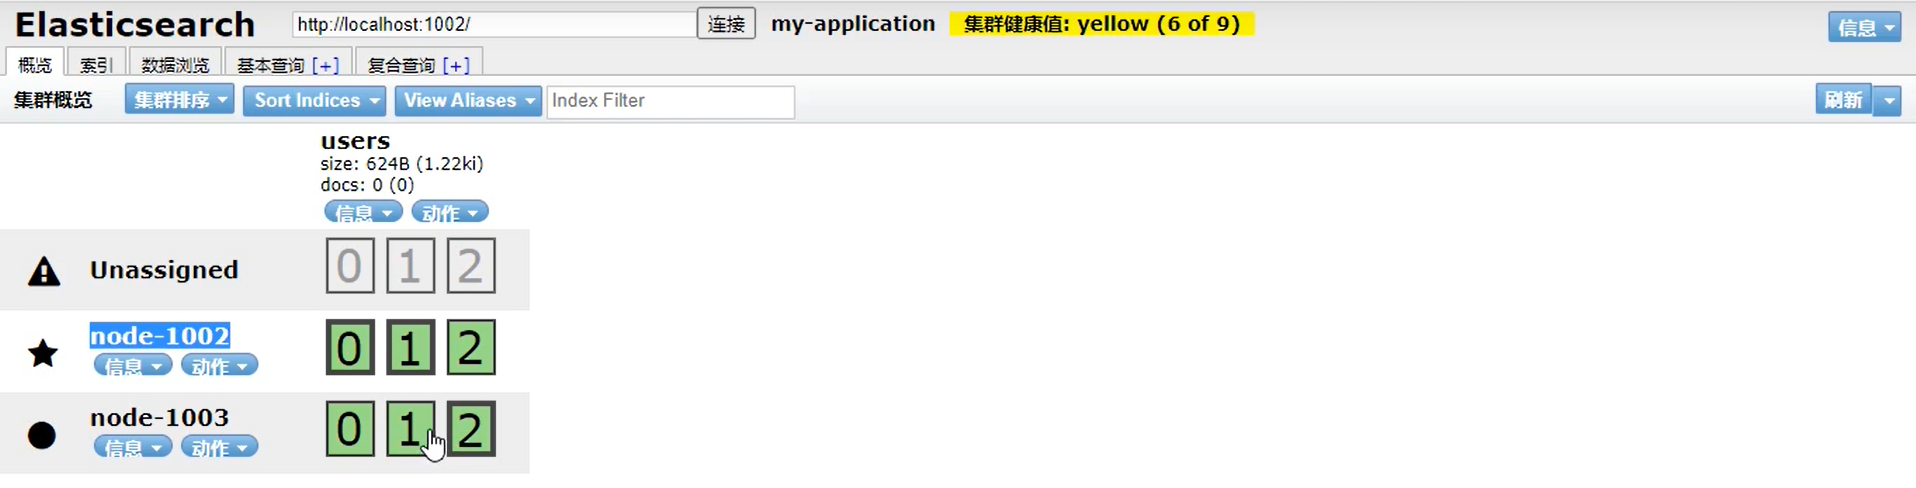 Elasticsearch http://localhost:1002/ 连接 my-application 集群健康值: yellow (6 of 9) 信息
概览 索引 数据浏览 基本查询 [+] 复合查询 [+]
集群概览 集群排序 Sort Indices View Aliases Index Filter 刷新
users
size: 624B (1.22ki)
docs: 0 (0)
信息 动作
Unassigned 0 1 2
node-1002 0 1 2
信息 动作
node-1003 0 1 2
信息 动作